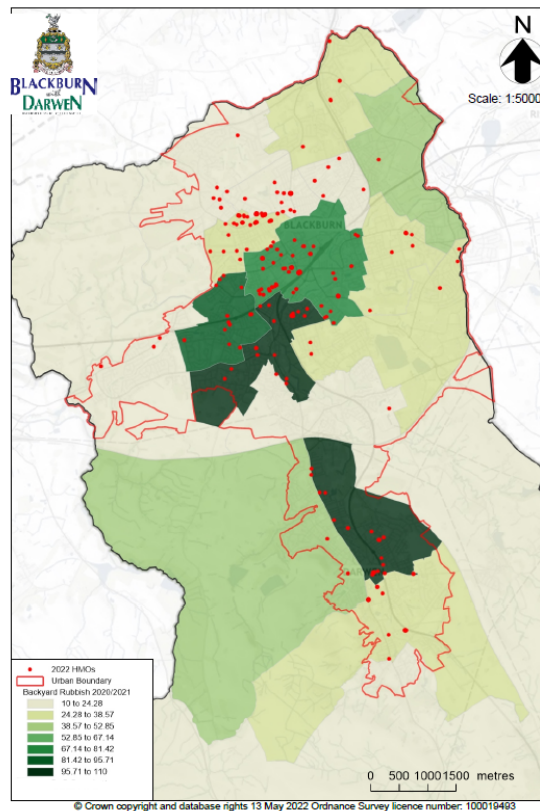 BLACKBURN
with
DARWEN
N
Scale: 1:5000
BLACKBURN
2022 HMOs
Urban Boundary
Backyard Rubbish 2020/2021
10 to 24.28
24.28 to 38.57
38.57 to 52.85
52.85 to 67.14
67.14 to 81.42
81.42 to 95.71
95.71 to 110
0 500 1000 1500 metres
© Crown copyright and database rights 13 May 2022 Ordnance Survey licence number: 100019493